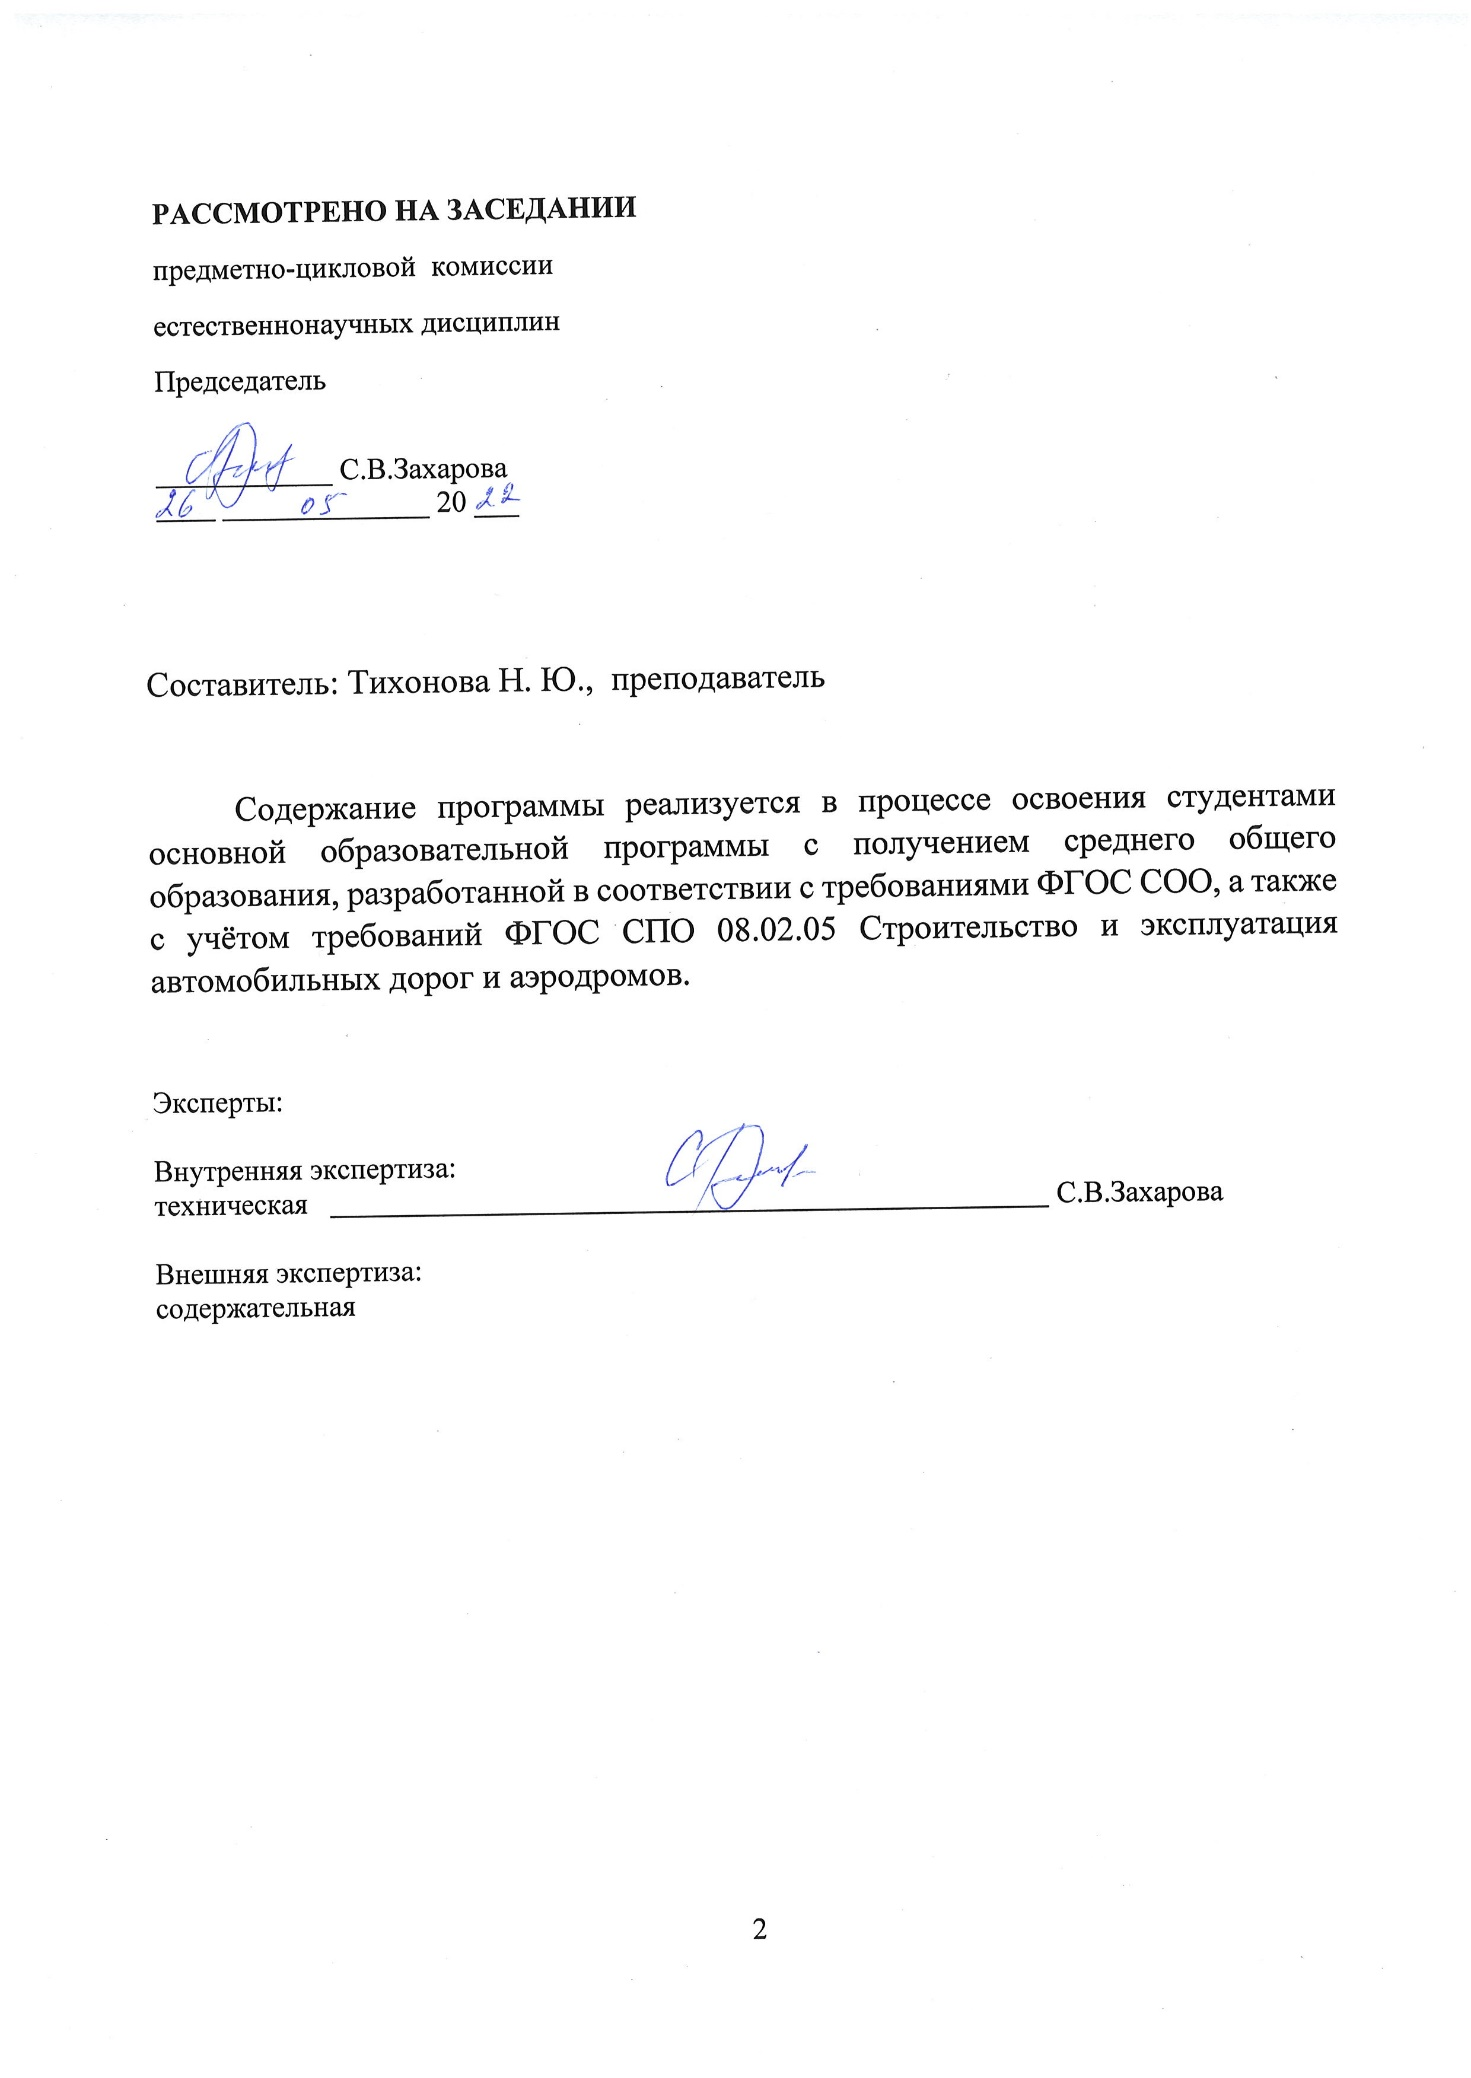 РАССМОТРЕНО НА ЗАСЕДАНИИ
предметно-цикловой комиссии
естественнонаучных дисциплин
Председатель
____ С.В.Захарова
26 05 20 22
Составитель: Тихонова Н. Ю., преподаватель
Содержание программы реализуется в процессе освоения студентами
основной образовательной программы с получением среднего общего
образования, разработанной в соответствии с требованиями ФГОС СОО, а также
с учётом требований ФГОС СПО 08.02.05 Строительство и эксплуатация
автомобильных дорог и аэродромов.
Эксперты:
Внутренняя экспертиза:
техническая ____ С.В.Захарова
Внешняя экспертиза:
содержательная
2